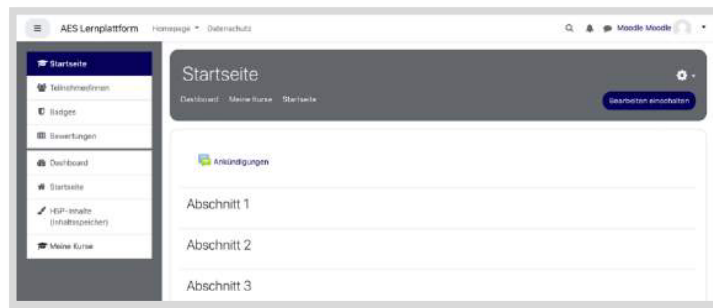 AES Lernplattform Homepage Datenschutz Moodle Moodle
Startseite
Teilnehmer/innen
Badges
Bewertungen
Dashboard
Startseite
H5P-Inhalte
(Inhaltsspeicher)
Meine Kurse
Startseite
Dashboard Meine Kurse Startseite
Bearbeiten einschalten
Ankündigungen
Abschnitt 1
Abschnitt 2
Abschnitt 3